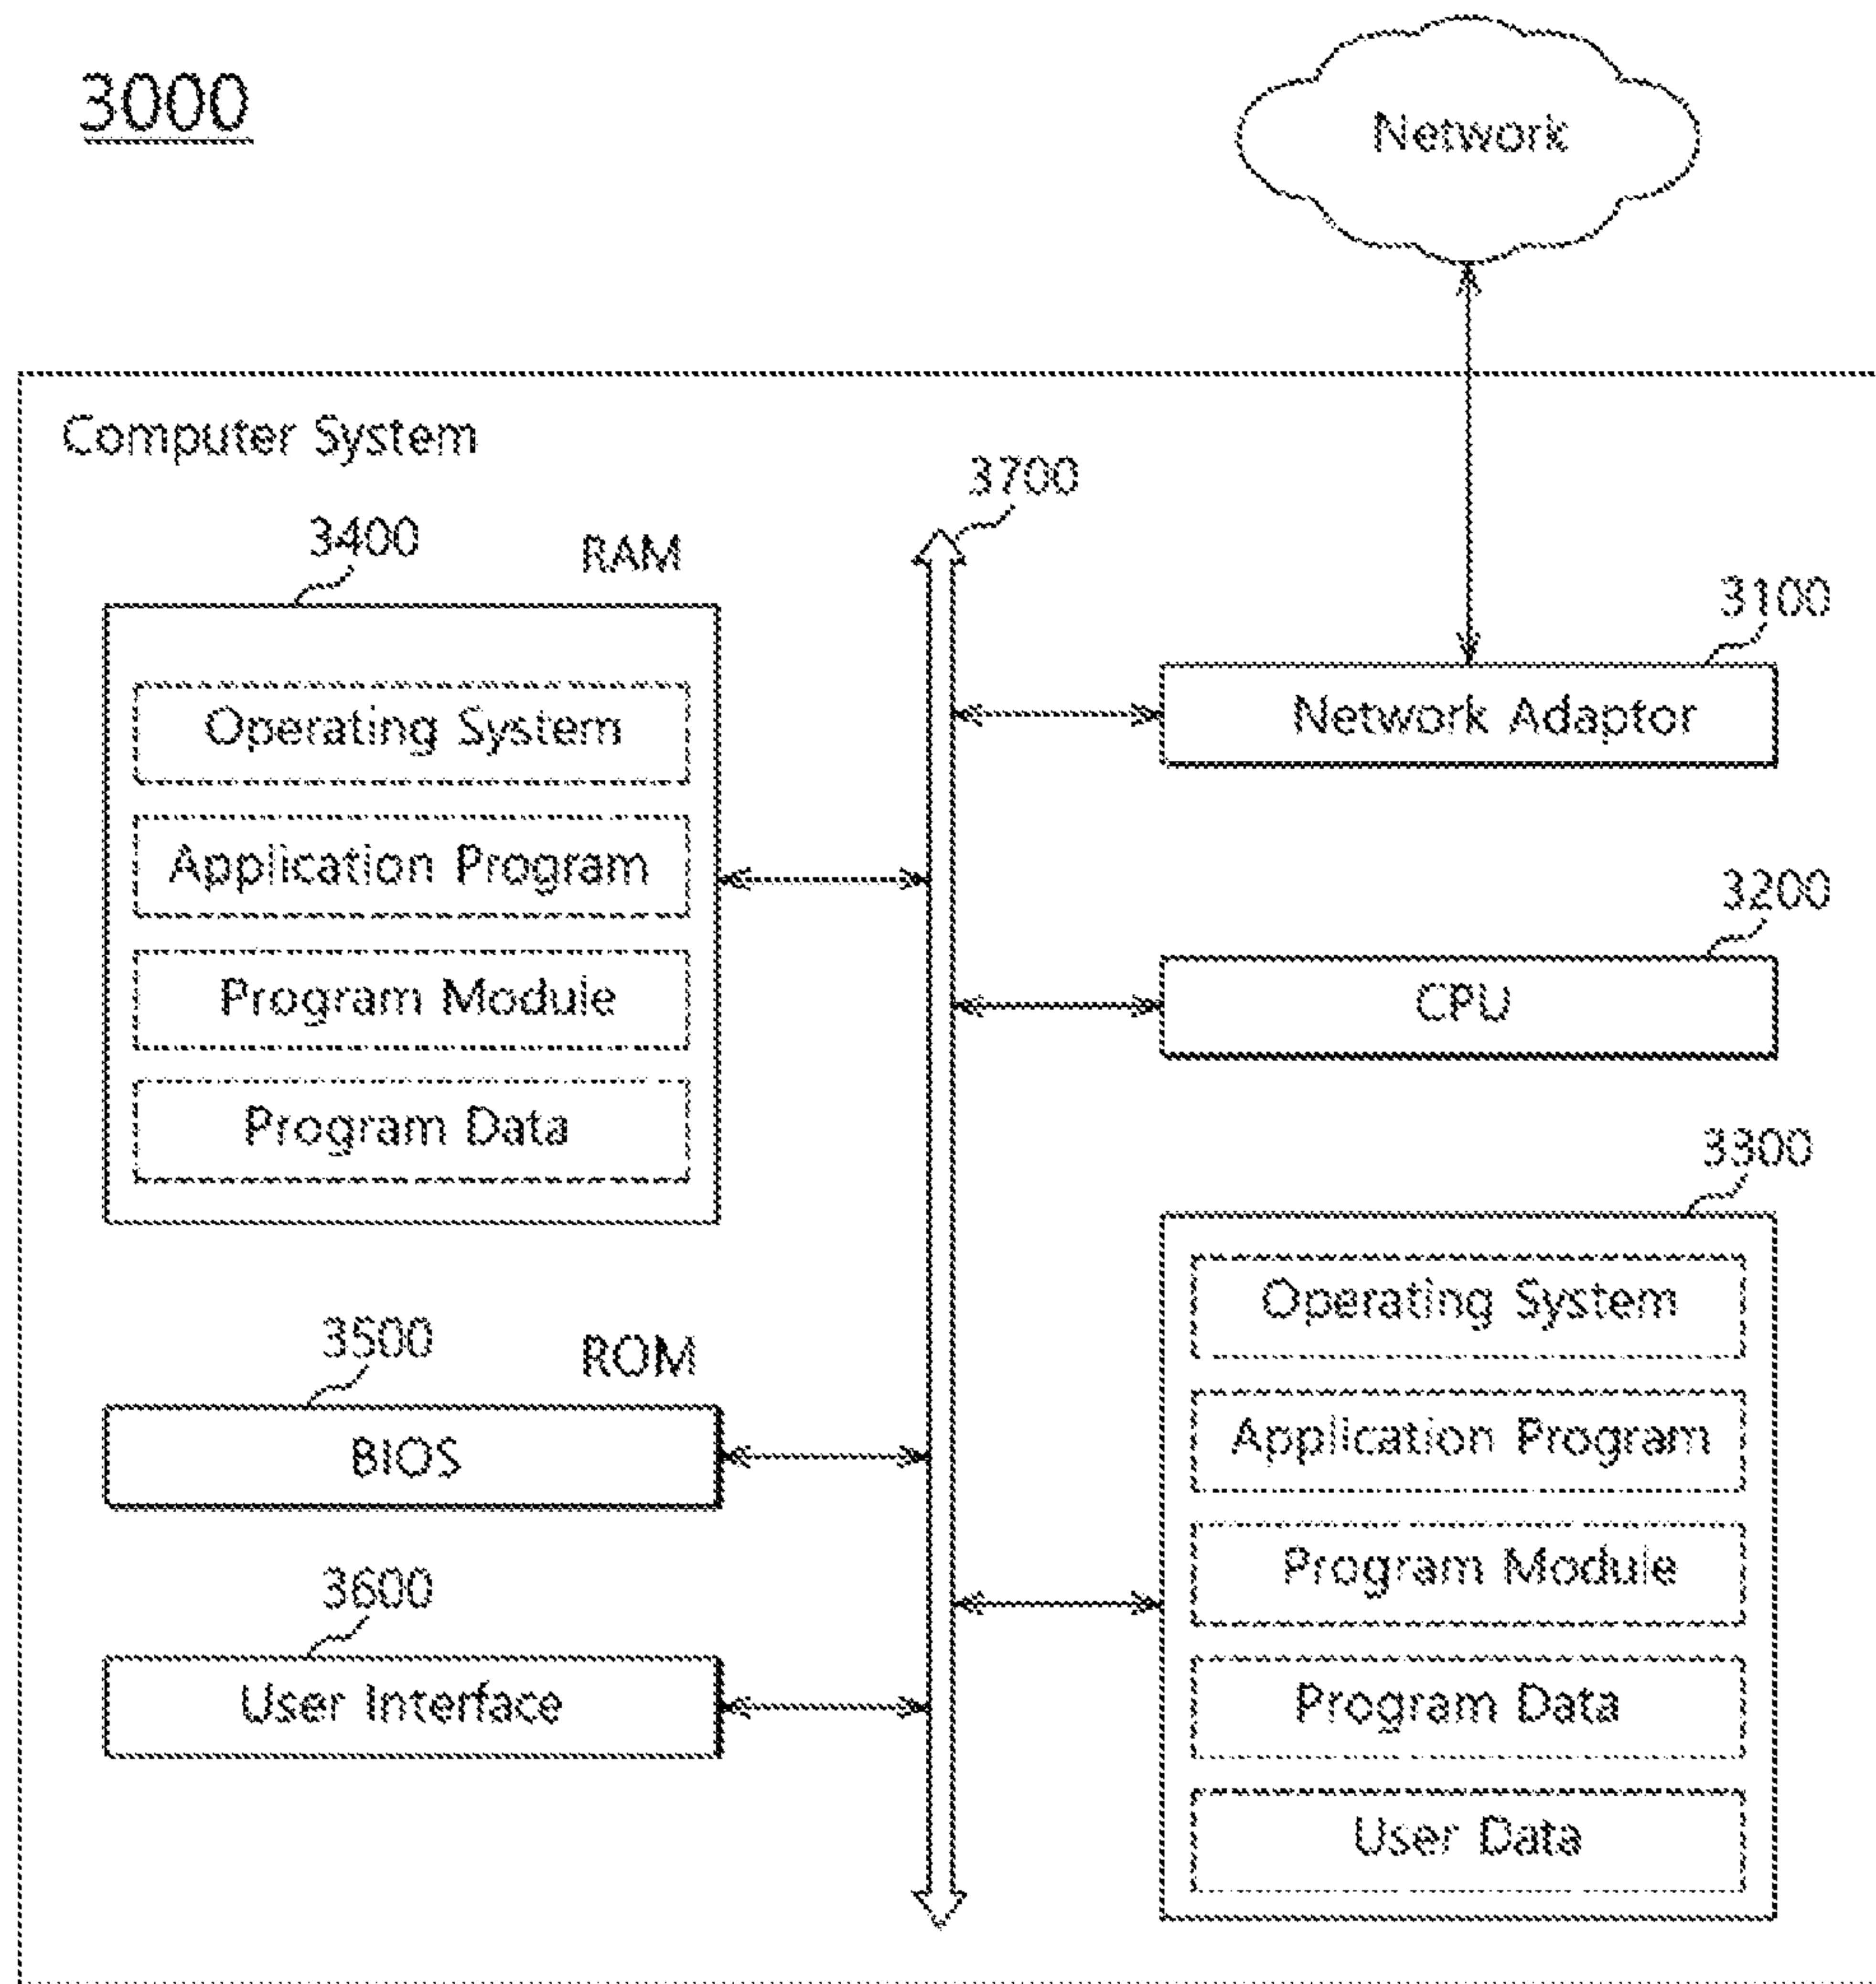 3000
Network
Computer System
3700
3400
RAM
Operating System
Application Program
Program Module
Program Data
3500
ROM
BIOS
3600
User Interface
3100
Network Adaptor
3200
CPU
3300
Operating System
Application Program
Program Module
Program Data
User Data